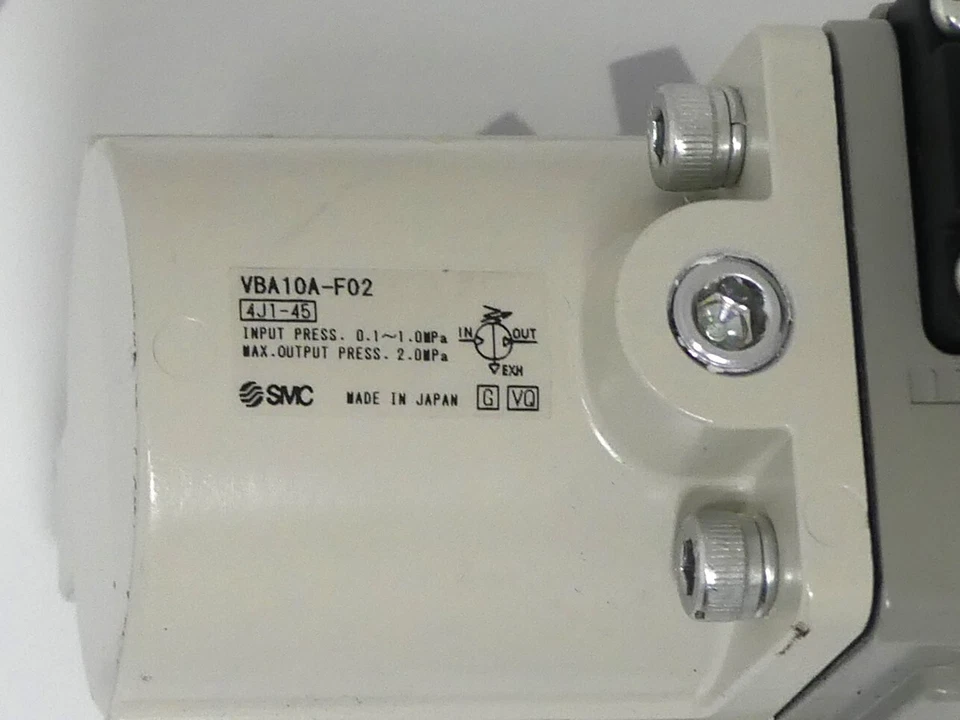 VBA10A-F02
4J1-45
INPUT PRESS. 0.1～1.0MPa
MAX.OUTPUT PRESS. 2.0MPa
IN OUT
EXH
SMC MADE IN JAPAN G VQ